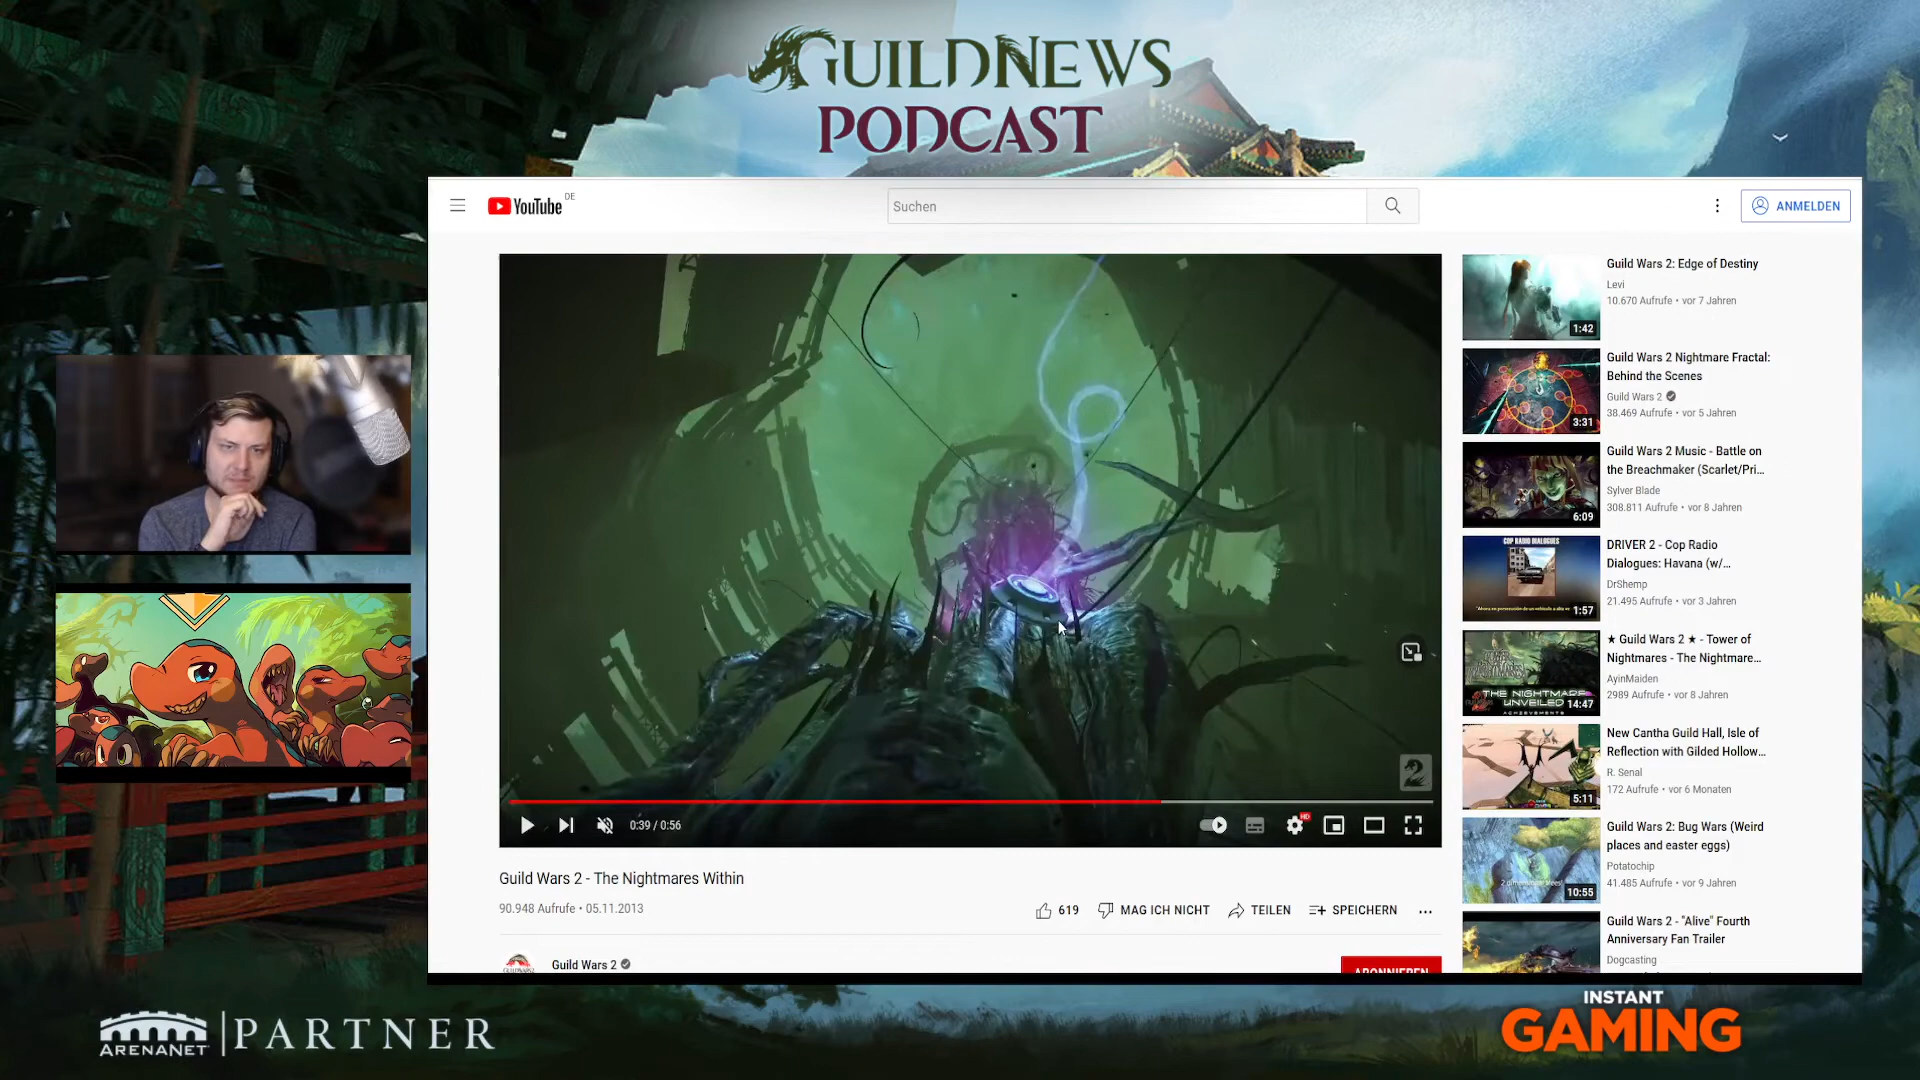 GUILDNEWS
PODCAST
YouTube DE
Suchen
ANMELDEN
0:39 / 0:56
HD
Guild Wars 2 - The Nightmares Within
90.948 Aufrufe • 05.11.2013
619
MAG ICH NICHT
TEILEN
SPEICHERN
Guild Wars 2
ABONNIEREN
Guild Wars 2: Edge of Destiny
Levi
10.670 Aufrufe • vor 7 Jahren
1:42
Guild Wars 2 Nightmare Fractal:
Behind the Scenes
Guild Wars 2
38.469 Aufrufe • vor 5 Jahren
3:31
Guild Wars 2 Music - Battle on
the Breachmaker (Scarlet/Pri...
Sylver Blade
308.811 Aufrufe • vor 8 Jahren
6:09
COP RADIO DIALOGUES
DRIVER 2 - Cop Radio
Dialogues: Havana (w/...
DrShemp
21.495 Aufrufe • vor 3 Jahren
1:57
★ Guild Wars 2 ★ - Tower of
Nightmares - The Nightmare...
AyinMaiden
2989 Aufrufe • vor 8 Jahren
THE NIGHTMARE
UNVEILED
ACHIEVEMENTS
14:47
New Cantha Guild Hall, Isle of
Reflection with Gilded Hollow...
R. Senal
172 Aufrufe • vor 6 Monaten
5:11
Guild Wars 2: Bug Wars (Weird
places and easter eggs)
Potatochip
41.485 Aufrufe • vor 9 Jahren
10:55
Guild Wars 2 - "Alive" Fourth
Anniversary Fan Trailer
Dogcasting
ARENANET
PARTNER
INSTANT
GAMING